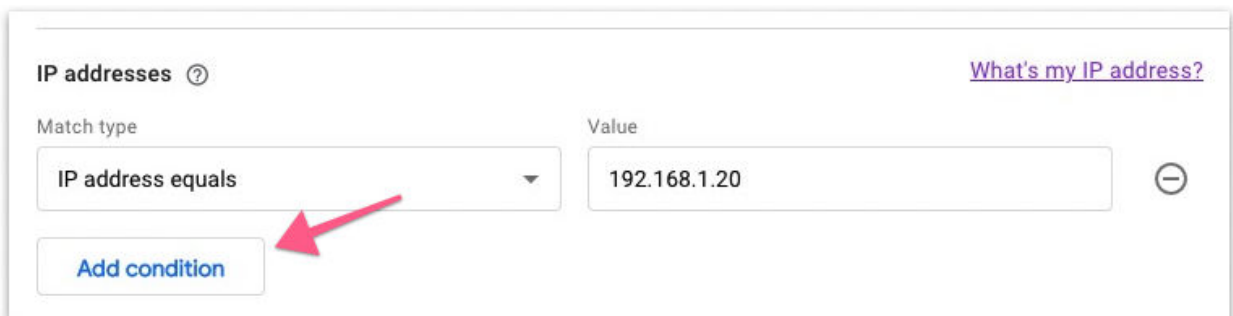 IP addresses
What's my IP address?
Match type
Value
IP address equals
192.168.1.20
Add condition